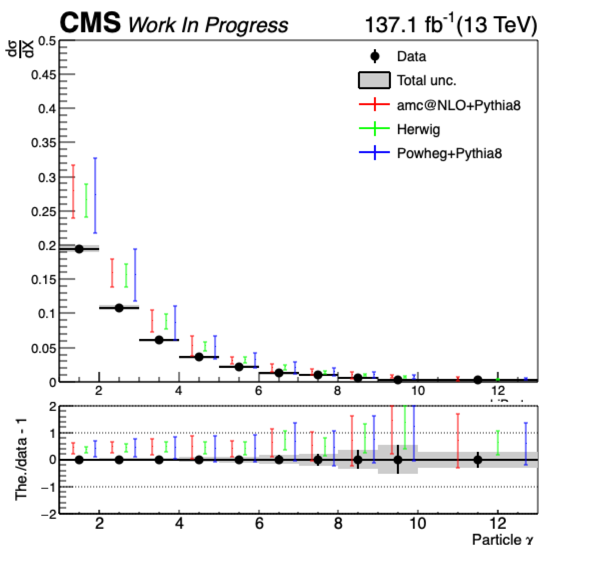 CMS Work In Progress 137.1 fb⁻¹(13 TeV)
dσ
dX
0.5
0.45
0.4
0.35
0.3
0.25
0.2
0.15
0.1
0.05
0
Data
Total unc.
amc@NLO+Pythia8
Herwig
Powheg+Pythia8
2 4 6 8 10 12
The./data - 1
2
1
0
−1
−2
2 4 6 8 10 12
Particle γ